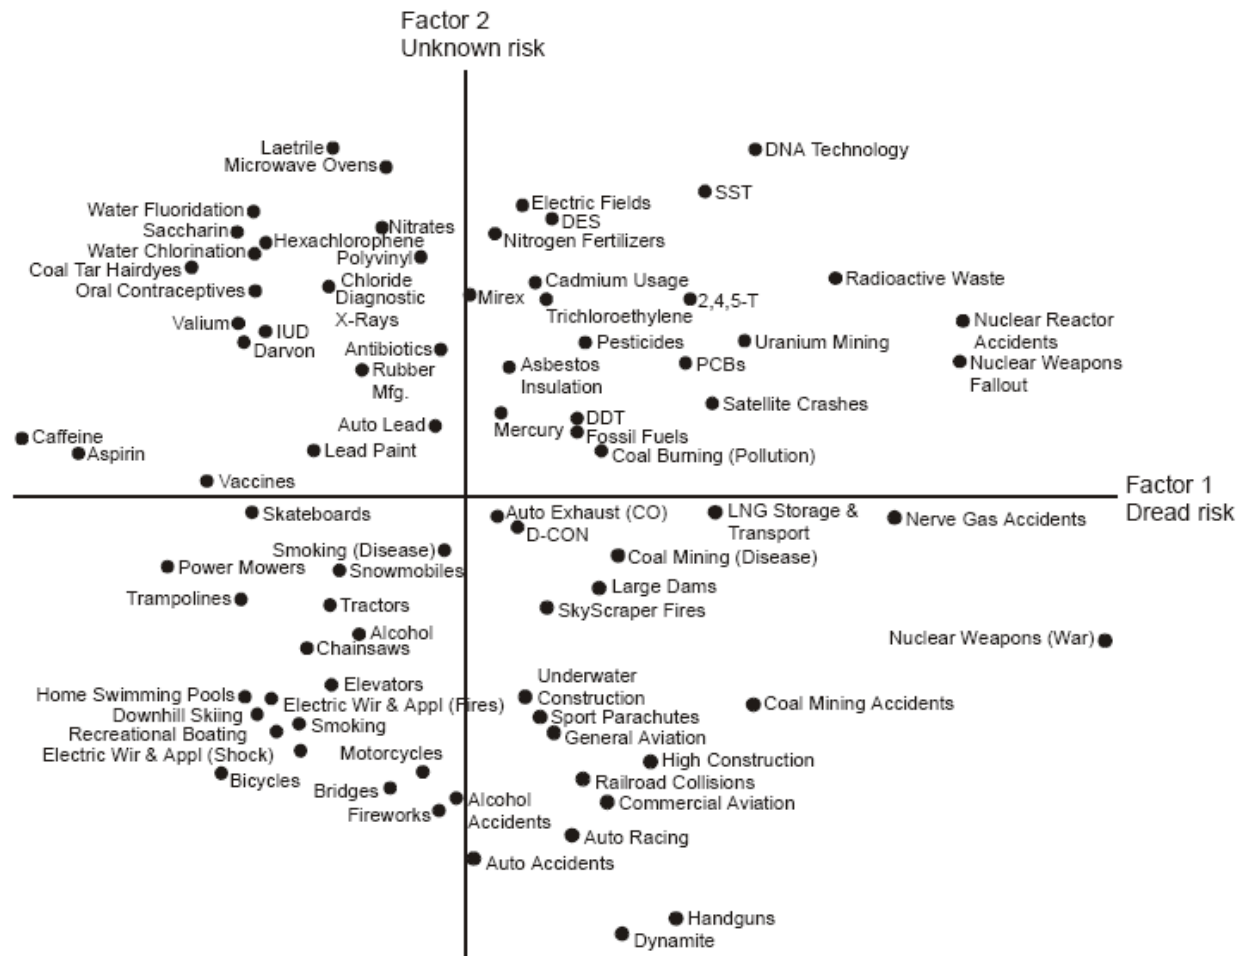 Factor 2
Unknown risk
Laetrile
Microwave Ovens
DNA Technology
SST
Water Fluoridation
Saccharin
Water Chlorination
Coal Tar Hairdyes
Oral Contraceptives
Hexachlorophene
Nitrates
Polyvinyl
Chloride
Diagnostic
X-Rays
Electric Fields
DES
Nitrogen Fertilizers
Cadmium Usage
Mirex
Trichloroethylene
2,4,5-T
Radioactive Waste
Valium
IUD
Darvon
Antibiotics
Rubber
Mfg.
Pesticides
Asbestos
Insulation
Uranium Mining
PCBs
Nuclear Reactor
Accidents
Nuclear Weapons
Fallout
Satellite Crashes
Auto Lead
Lead Paint
Mercury
DDT
Fossil Fuels
Coal Burning (Pollution)
Caffeine
Aspirin
Vaccines
Factor 1
Dread risk
Skateboards
Auto Exhaust (CO)
D-CON
LNG Storage &
Transport
Nerve Gas Accidents
Smoking (Disease)
Power Mowers
Snowmobiles
Coal Mining (Disease)
Trampolines
Tractors
Large Dams
SkyScraper Fires
Alcohol
Chainsaws
Nuclear Weapons (War)
Elevators
Home Swimming Pools
Electric Wir & Appl (Fires)
Downhill Skiing
Smoking
Recreational Boating
Electric Wir & Appl (Shock)
Motorcycles
Bicycles
Bridges
Fireworks
Underwater
Construction
Sport Parachutes
General Aviation
Coal Mining Accidents
High Construction
Railroad Collisions
Commercial Aviation
Alcohol
Accidents
Auto Racing
Auto Accidents
Handguns
Dynamite